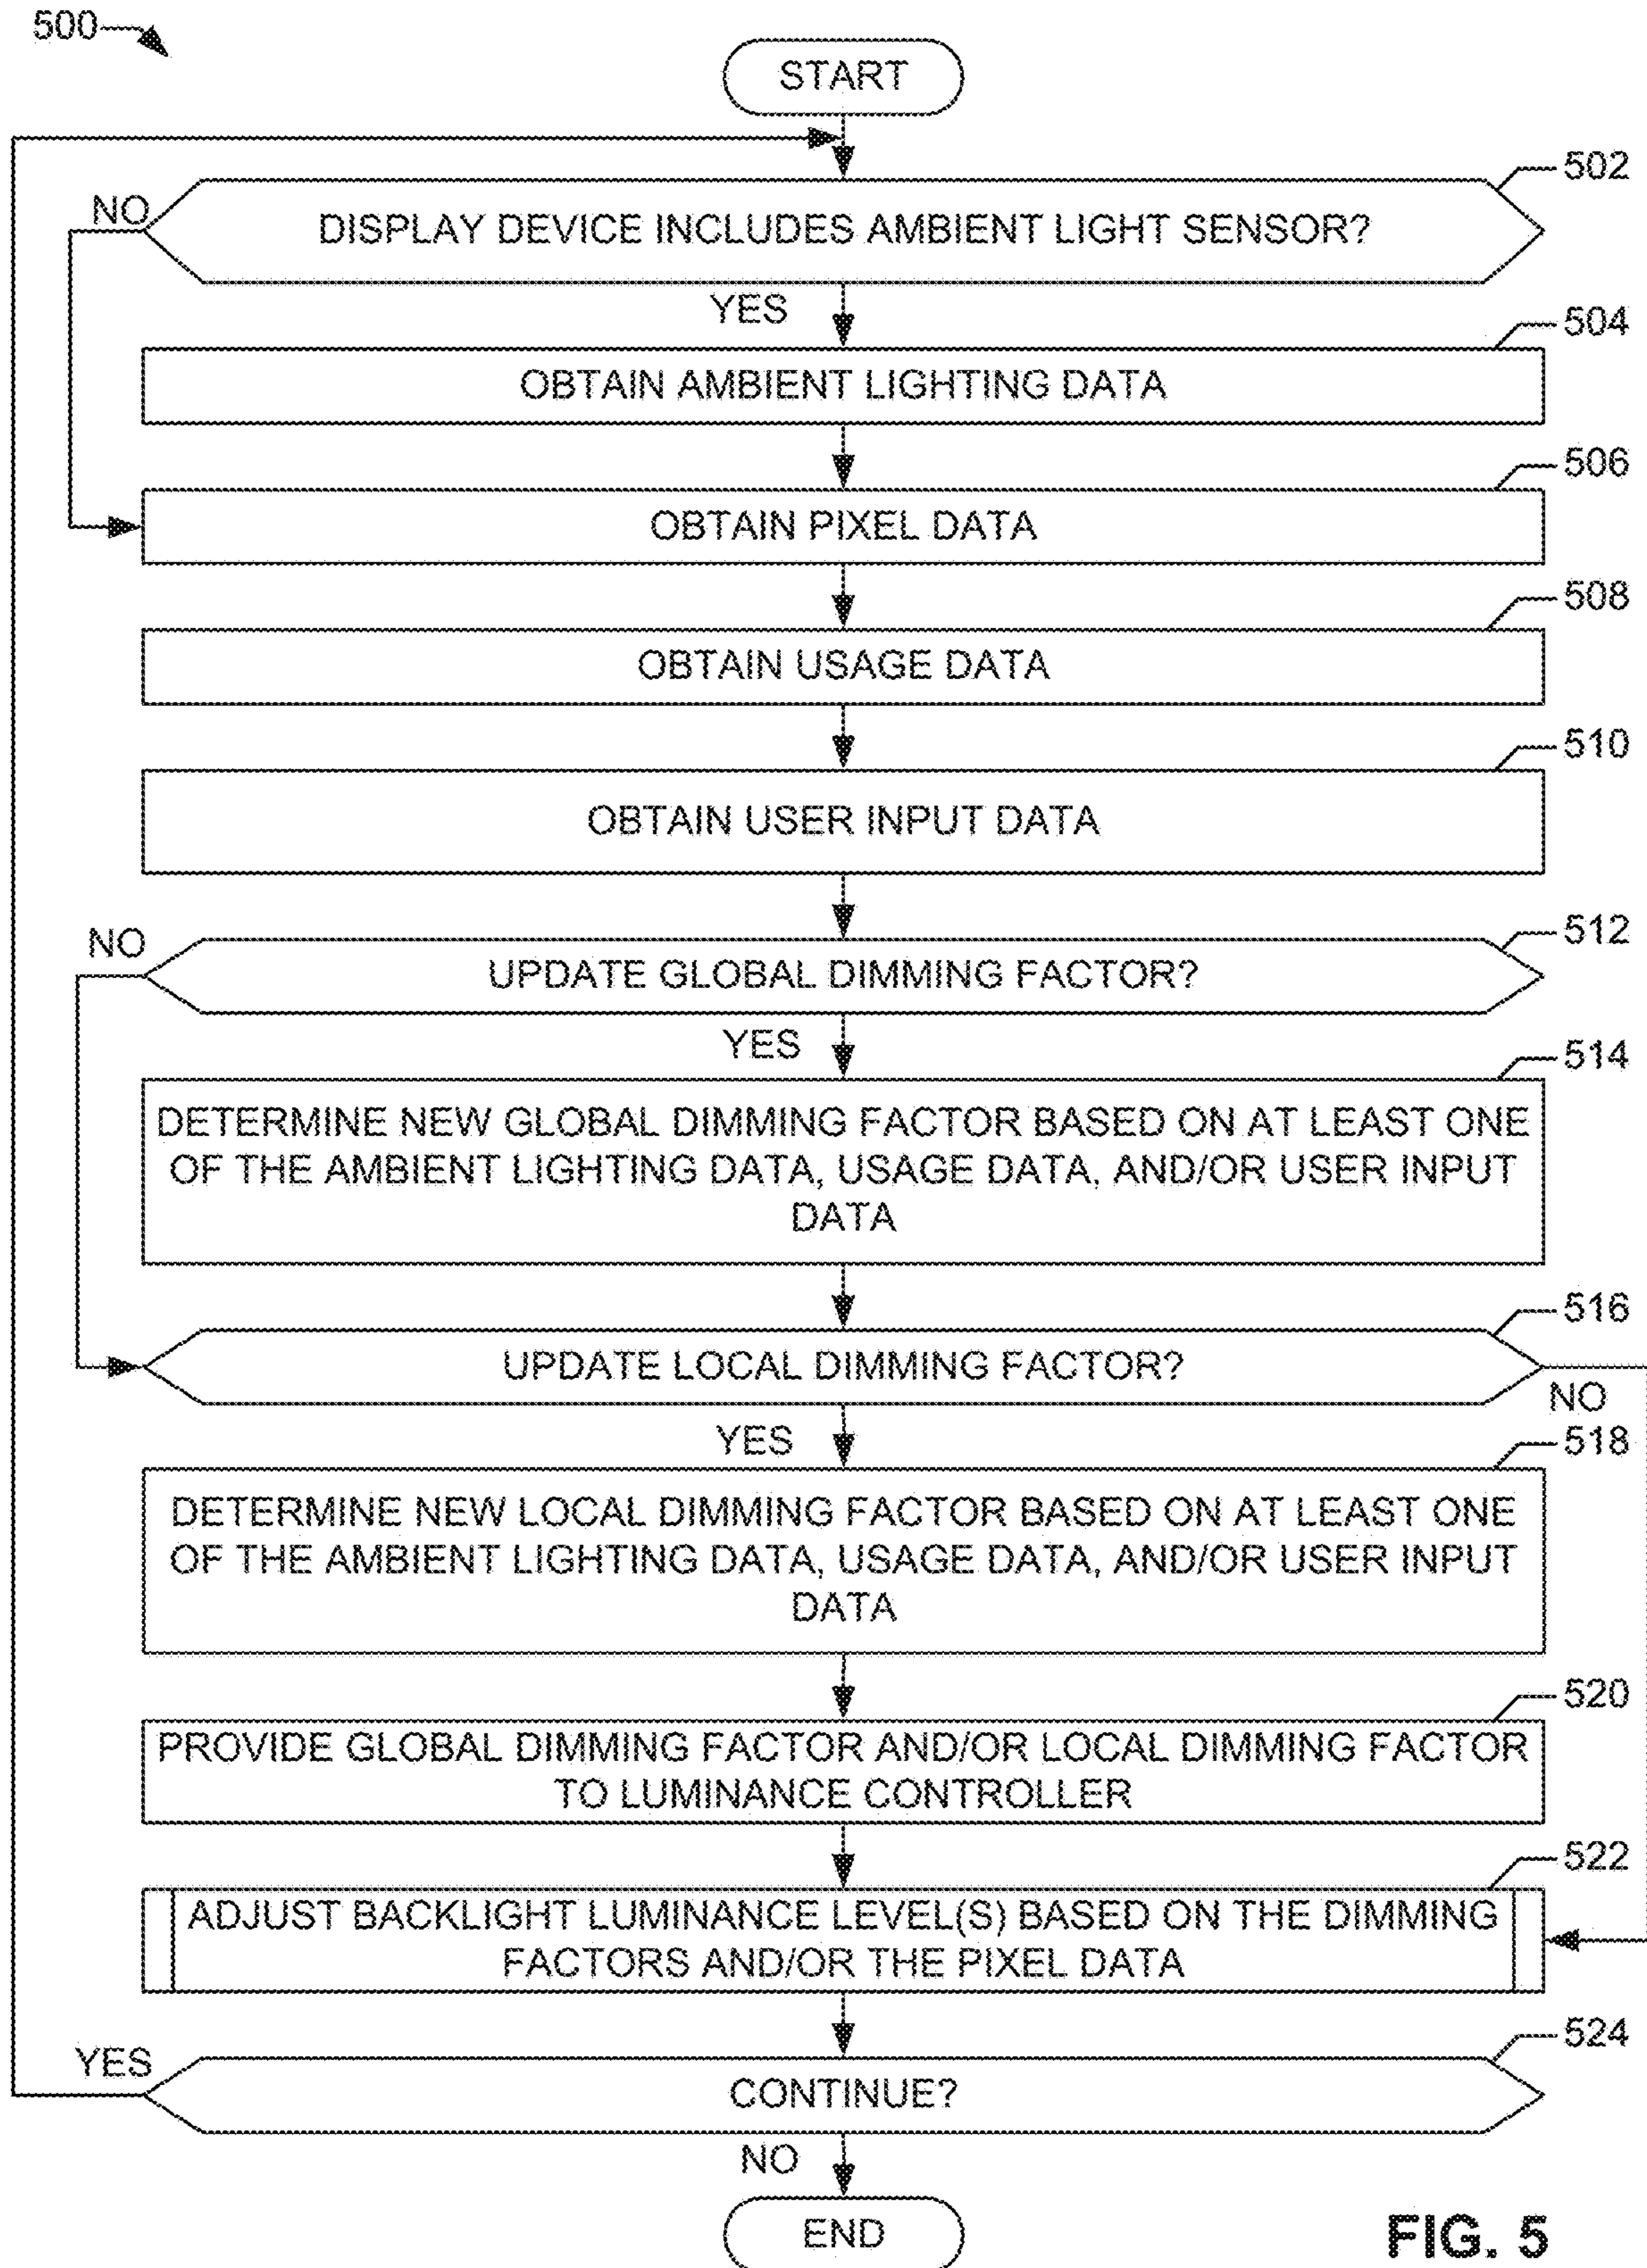 500
START
502
NO
DISPLAY DEVICE INCLUDES AMBIENT LIGHT SENSOR?
YES
504
OBTAIN AMBIENT LIGHTING DATA
506
OBTAIN PIXEL DATA
508
OBTAIN USAGE DATA
510
OBTAIN USER INPUT DATA
512
NO
UPDATE GLOBAL DIMMING FACTOR?
YES
514
DETERMINE NEW GLOBAL DIMMING FACTOR BASED ON AT LEAST ONE
OF THE AMBIENT LIGHTING DATA, USAGE DATA, AND/OR USER INPUT
DATA
516
UPDATE LOCAL DIMMING FACTOR?
NO
YES
518
DETERMINE NEW LOCAL DIMMING FACTOR BASED ON AT LEAST ONE
OF THE AMBIENT LIGHTING DATA, USAGE DATA, AND/OR USER INPUT
DATA
520
PROVIDE GLOBAL DIMMING FACTOR AND/OR LOCAL DIMMING FACTOR
TO LUMINANCE CONTROLLER
522
ADJUST BACKLIGHT LUMINANCE LEVEL(S) BASED ON THE DIMMING
FACTORS AND/OR THE PIXEL DATA
524
YES
CONTINUE?
NO
END
FIG. 5